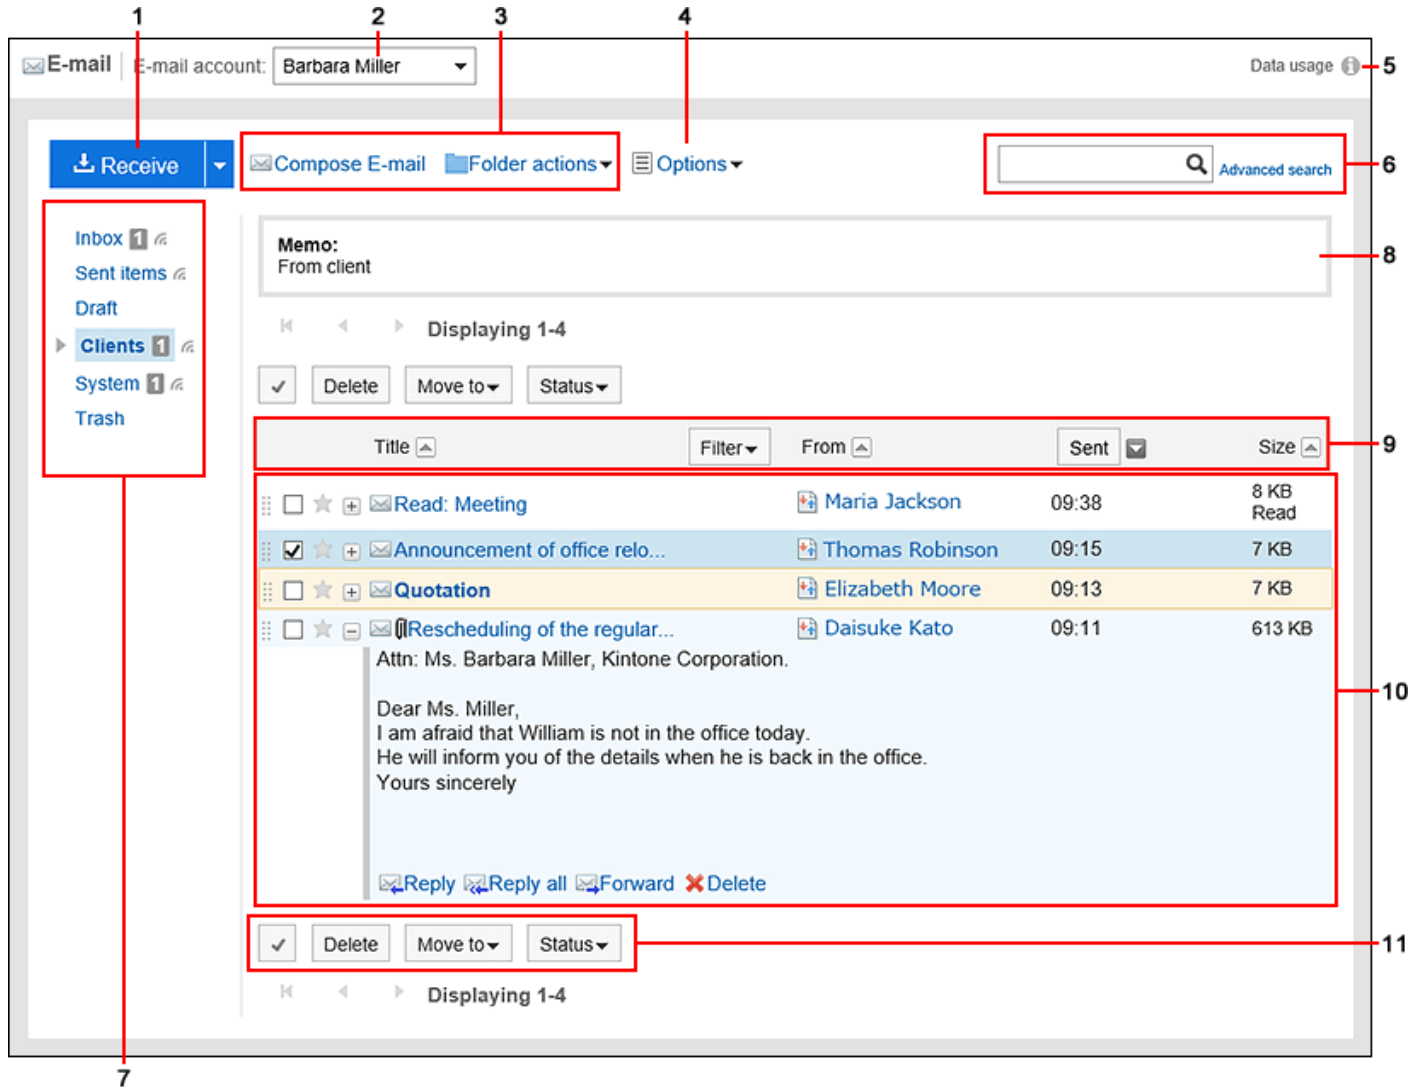 1 2 3 4
E-mail E-mail account: Barbara Miller Data usage 5
Receive Compose E-mail Folder actions Options Advanced search 6
Inbox 1
Sent items
Draft
Clients 1
System 1
Trash
7
Memo:
From client
8
Displaying 1-4
Delete Move to Status
Title Filter From Sent Size 9
Read: Meeting Maria Jackson 09:38 8 KB
Read
Announcement of office relo... Thomas Robinson 09:15 7 KB
Quotation Elizabeth Moore 09:13 7 KB
Rescheduling of the regular... Daisuke Kato 09:11 613 KB
Attn: Ms. Barbara Miller, Kintone Corporation.
10
Dear Ms. Miller,
I am afraid that William is not in the office today.
He will inform you of the details when he is back in the office.
Yours sincerely
Reply Reply all Forward Delete
Delete Move to Status 11
Displaying 1-4